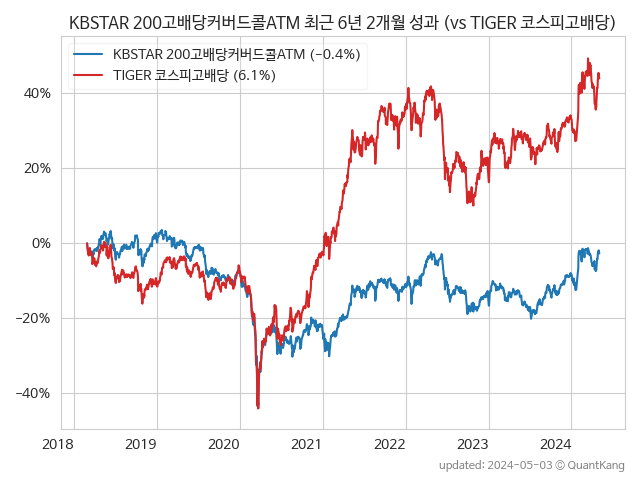 KBSTAR 200고배당커버드콜ATM 최근 6년 2개월 성과 (vs TIGER 코스피고배당)
KBSTAR 200고배당커버드콜ATM (−0.4%)
TIGER 코스피고배당 (6.1%)
40%
20%
0%
−20%
−40%
2018 2019 2020 2021 2022 2023 2024
updated: 2024-05-03 ⓒ QuantKang